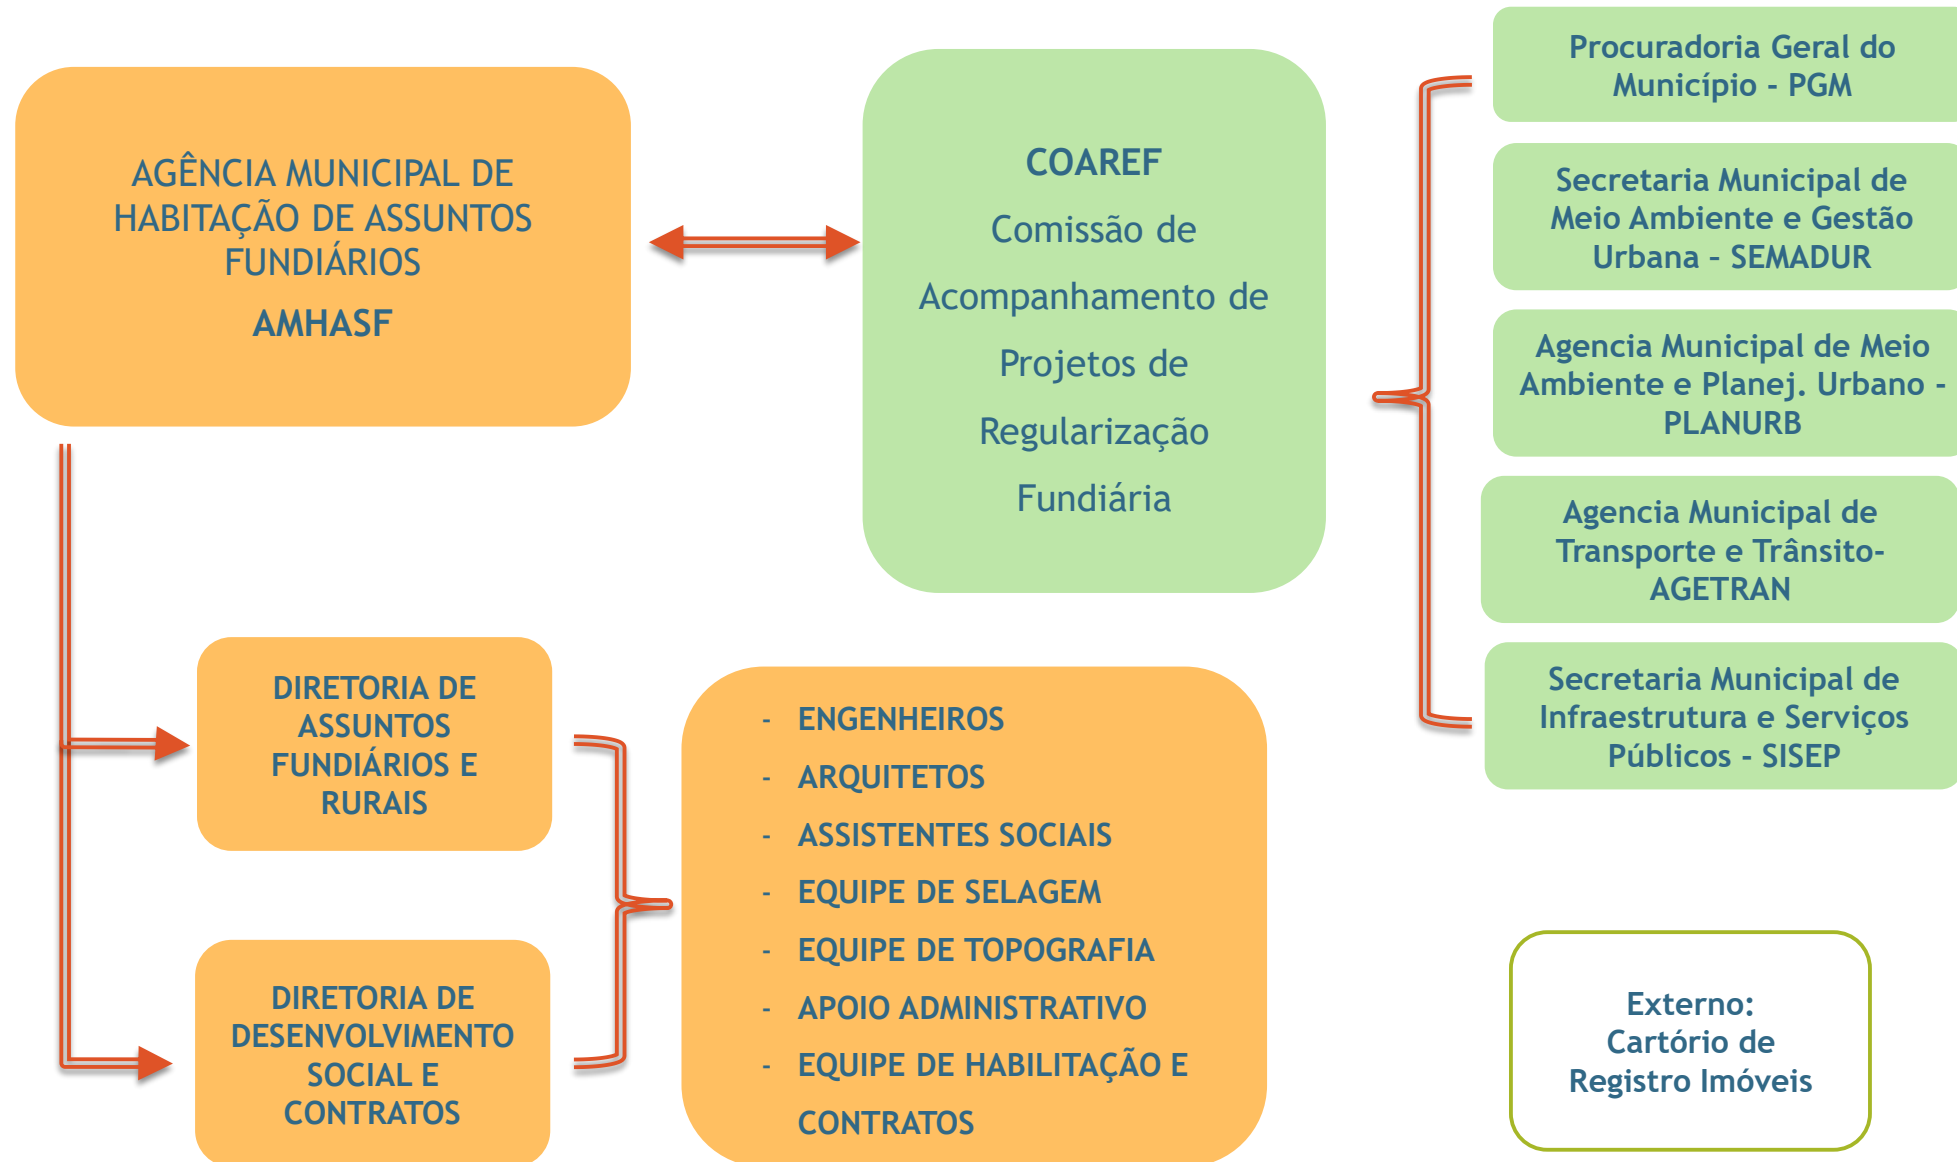 AGÊNCIA MUNICIPAL DE
HABITAÇÃO DE ASSUNTOS
FUNDIÁRIOS
AMHASF
COAREF
Comissão de
Acompanhamento de
Projetos de
Regularização
Fundiária
Procuradoria Geral do
Município - PGM
Secretaria Municipal de
Meio Ambiente e Gestão
Urbana – SEMADUR
Agencia Municipal de Meio
Ambiente e Planej. Urbano -
PLANURB
Agencia Municipal de
Transporte e Trânsito-
AGETRAN
Secretaria Municipal de
Infraestrutura e Serviços
Públicos - SISEP
DIRETORIA DE
ASSUNTOS
FUNDIÁRIOS E
RURAIS
DIRETORIA DE
DESENVOLVIMENTO
SOCIAL E
CONTRATOS
- ENGENHEIROS
- ARQUITETOS
- ASSISTENTES SOCIAIS
- EQUIPE DE SELAGEM
- EQUIPE DE TOPOGRAFIA
- APOIO ADMINISTRATIVO
- EQUIPE DE HABILITAÇÃO E
CONTRATOS
Externo:
Cartório de
Registro Imóveis